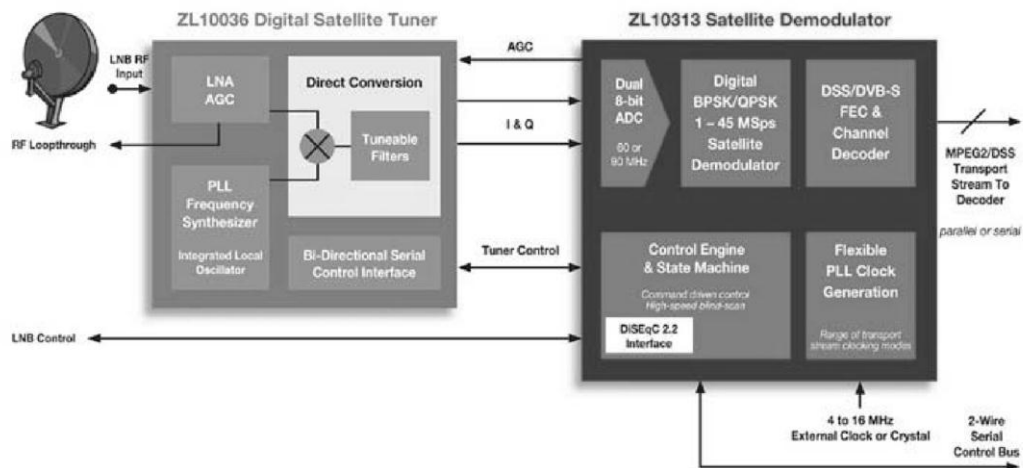 ZL10036 Digital Satellite Tuner
ZL10313 Satellite Demodulator
LNB RF
Input
RF Loopthrough
LNA
AGC
Direct Conversion
Tuneable
Filters
PLL
Frequency
Synthesizer
Integrated Local
Oscillator
Bi-Directional Serial
Control Interface
AGC
I & Q
Tuner Control
LNB Control
Dual
8-bit
ADC
60 or
90 MHz
Digital
BPSK/QPSK
1 – 45 MSps
Satellite
Demodulator
DSS/DVB-S
FEC &
Channel
Decoder
MPEG2/DSS
Transport
Stream To
Decoder
parallel or serial
Control Engine
& State Machine
Command driven control
High-speed blind-scan
DiSEqC 2.2
Interface
Flexible
PLL Clock
Generation
Range of transport
stream clocking modes
4 to 16 MHz
External Clock or Crystal
2-Wire
Serial
Control Bus